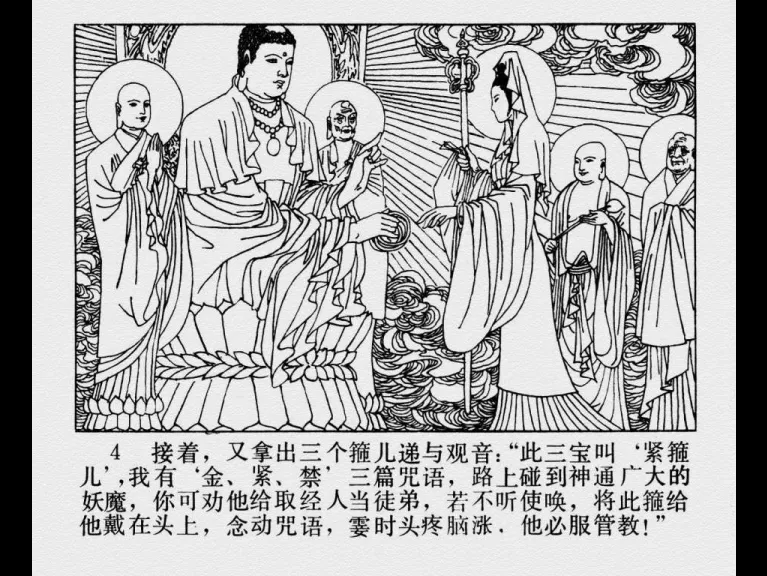 4 接着，又拿出三个箍儿递与观音：“此三宝叫‘紧箍
儿’，我有‘金、紧、禁’三篇咒语，路上碰到神通广大的
妖魔，你可劝他给取经人当徒弟，若不听使唤，将此箍给
他戴在头上，念动咒语，霎时头疼脑涨．他必服管教！”